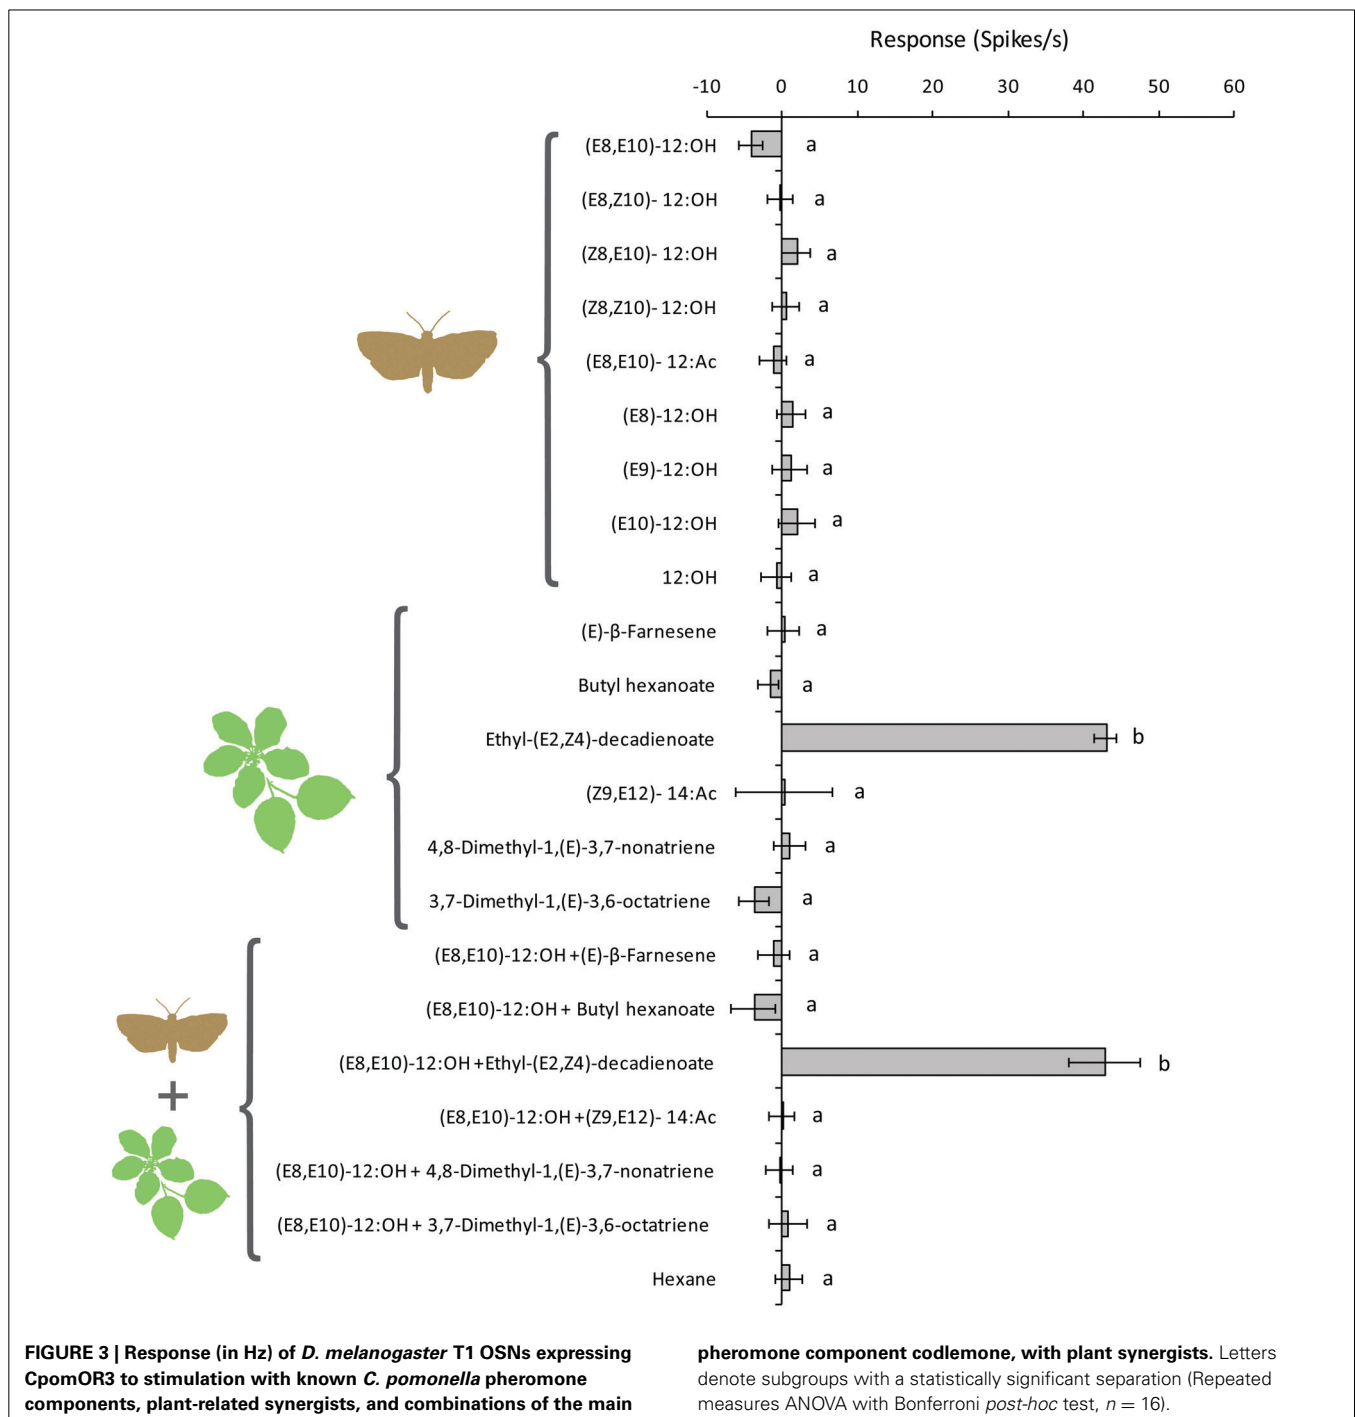 Response (Spikes/s)
-10 0 10 20 30 40 50 60
(E8,E10)-12:OH a
(E8,Z10)- 12:OH a
(Z8,E10)- 12:OH a
(Z8,Z10)-12:OH a
(E8,E10)- 12:Ac a
(E8)-12:OH a
(E9)-12:OH a
(E10)-12:OH a
12:OH a
(E)-β-Farnesene a
Butyl hexanoate a
Ethyl-(E2,Z4)-decadienoate b
(Z9,E12)- 14:Ac a
4,8-Dimethyl-1,(E)-3,7-nonatriene a
3,7-Dimethyl-1,(E)-3,6-octatriene a
(E8,E10)-12:OH +(E)-β-Farnesene a
(E8,E10)-12:OH + Butyl hexanoate a
+
(E8,E10)-12:OH +Ethyl-(E2,Z4)-decadienoate b
(E8,E10)-12:OH +(Z9,E12)- 14:Ac a
(E8,E10)-12:OH + 4,8-Dimethyl-1,(E)-3,7-nonatriene a
(E8,E10)-12:OH + 3,7-Dimethyl-1,(E)-3,6-octatriene a
Hexane a
FIGURE 3 | Response (in Hz) of D. melanogaster T1 OSNs expressing
CpomOR3 to stimulation with known C. pomonella pheromone
components, plant-related synergists, and combinations of the main
pheromone component codlemone, with plant synergists. Letters
denote subgroups with a statistically significant separation (Repeated
measures ANOVA with Bonferroni post-hoc test, n = 16).